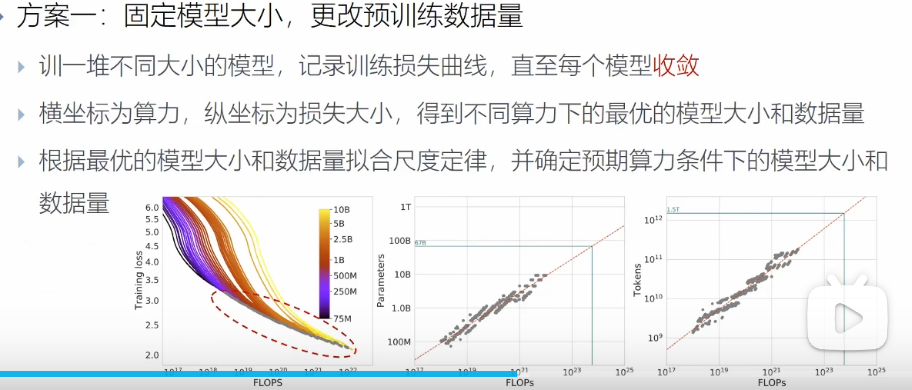 方案一：固定模型大小，更改预训练数据量
训一堆不同大小的模型，记录训练损失曲线，直至每个模型收敛
横坐标为算力，纵坐标为损失大小，得到不同算力下的最优的模型大小和数据量
根据最优的模型大小和数据量拟合尺度定律，并确定预期算力条件下的模型大小和
数据量
Training loss
6.0
5.5
5.0
4.5
4.0
3.5
3.0
2.5
2.0
10B
5B
2.5B
1B
500M
250M
75M
10^17 10^18 10^19 10^20 10^21 10^22
FLOPS
Parameters
1T
100B
67B
10B
1.0B
100M
10^17 10^19 10^21 10^23 10^25
FLOPs
Tokens
1.5T
10^12
10^11
10^10
10^9
10^17 10^19 10^21 10^23 10^25
FLOPs